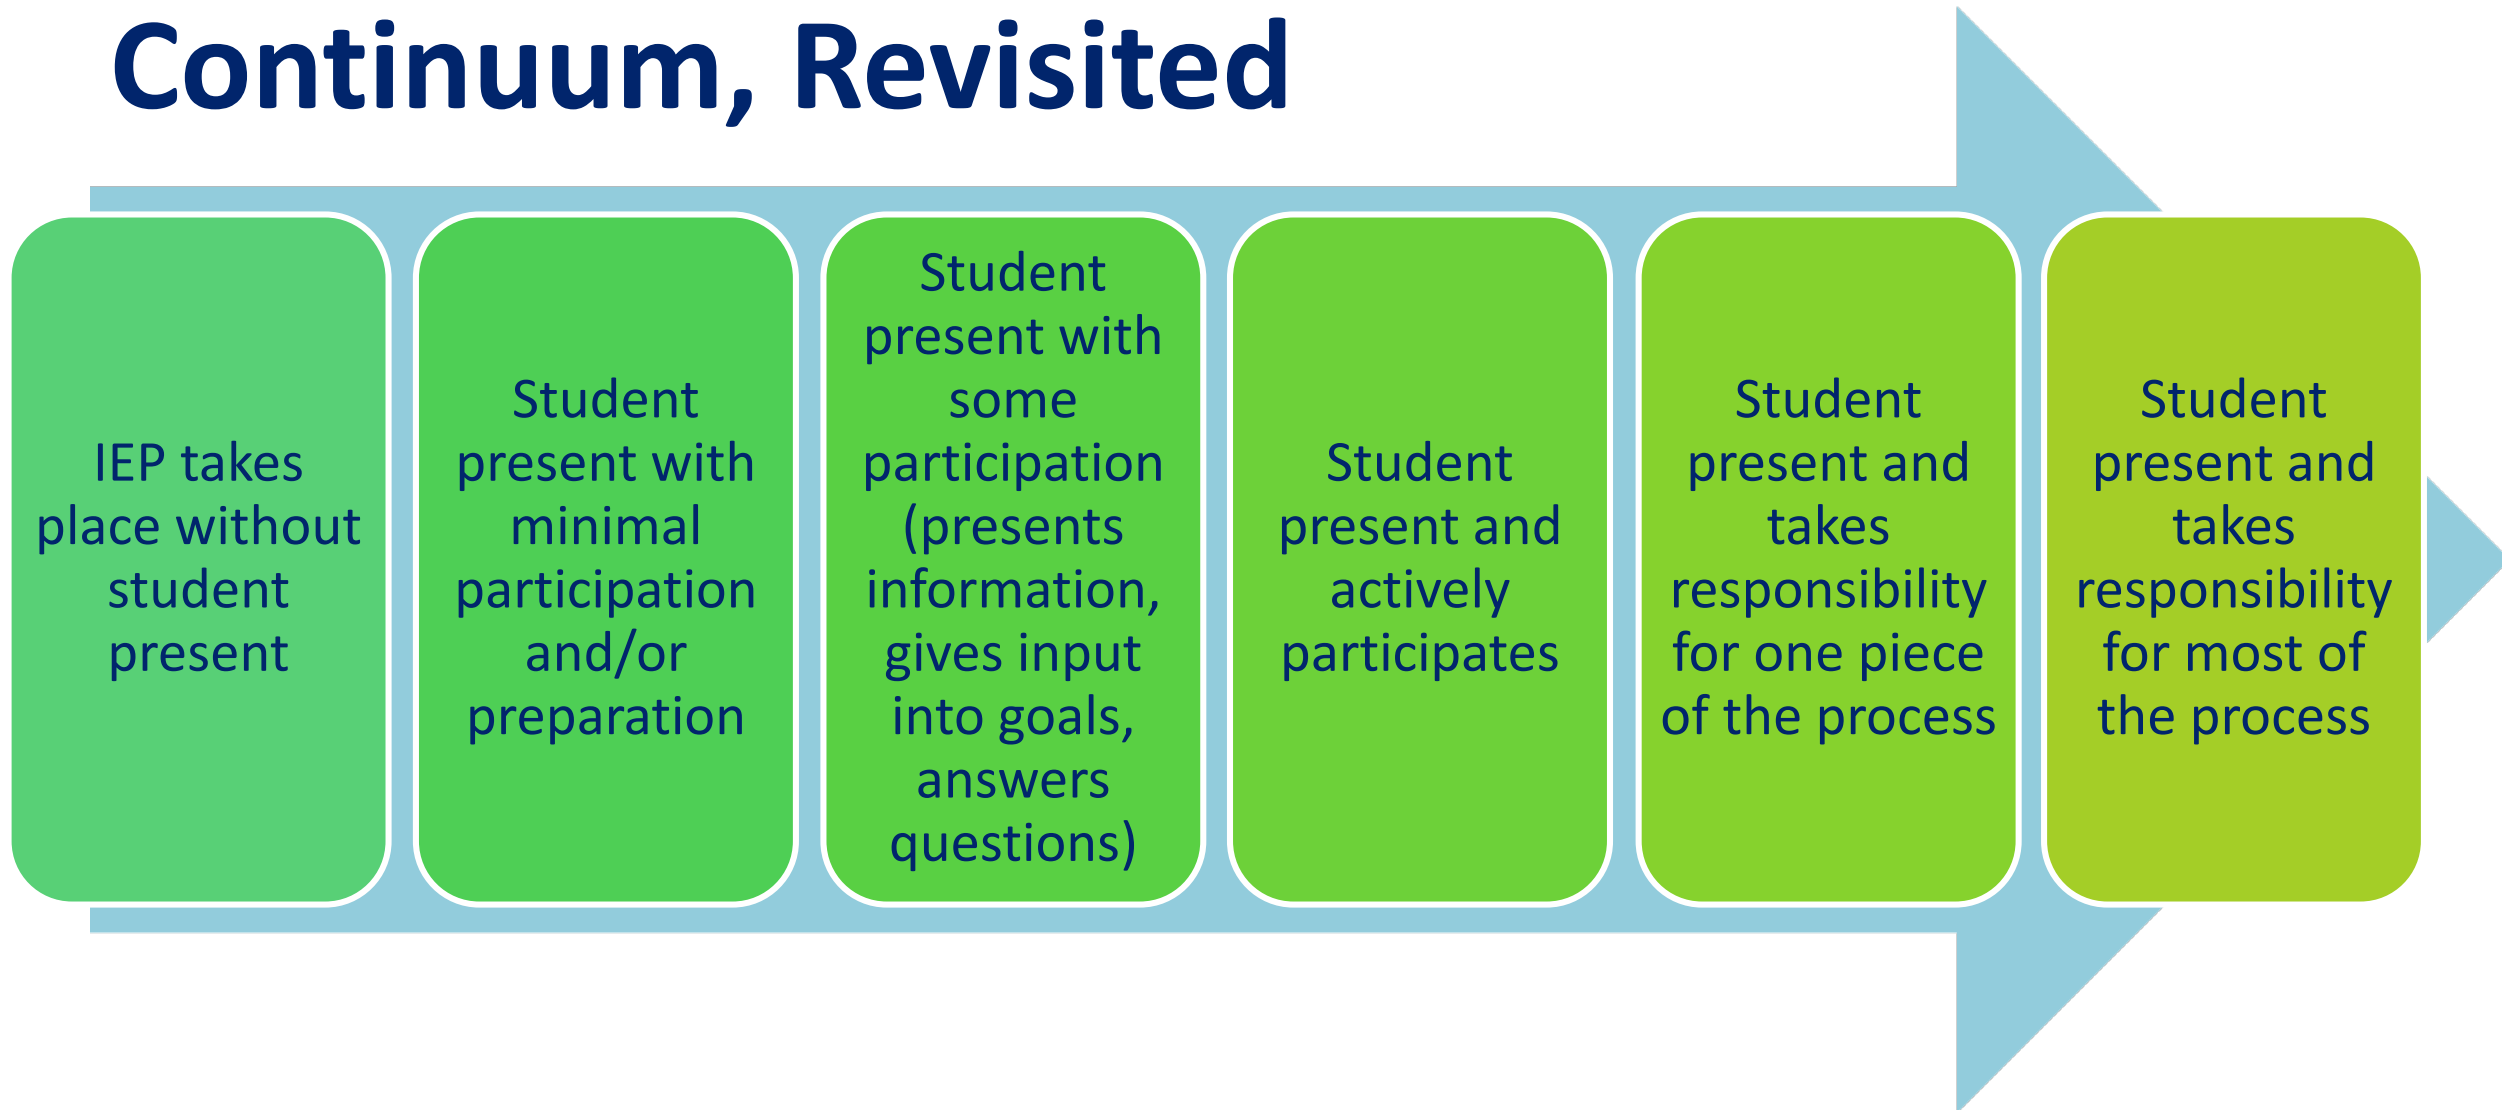 Continuum, Revisited
IEP takes
place without
student
present
Student
present with
minimal
participation
and/or
preparation
Student
present with
some
participation
(presents
information,
gives input
into goals,
answers
questions)
Student
present and
actively
participates
Student
present and
takes
responsibility
for one piece
of the process
Student
present and
takes
responsibility
for most of
the process